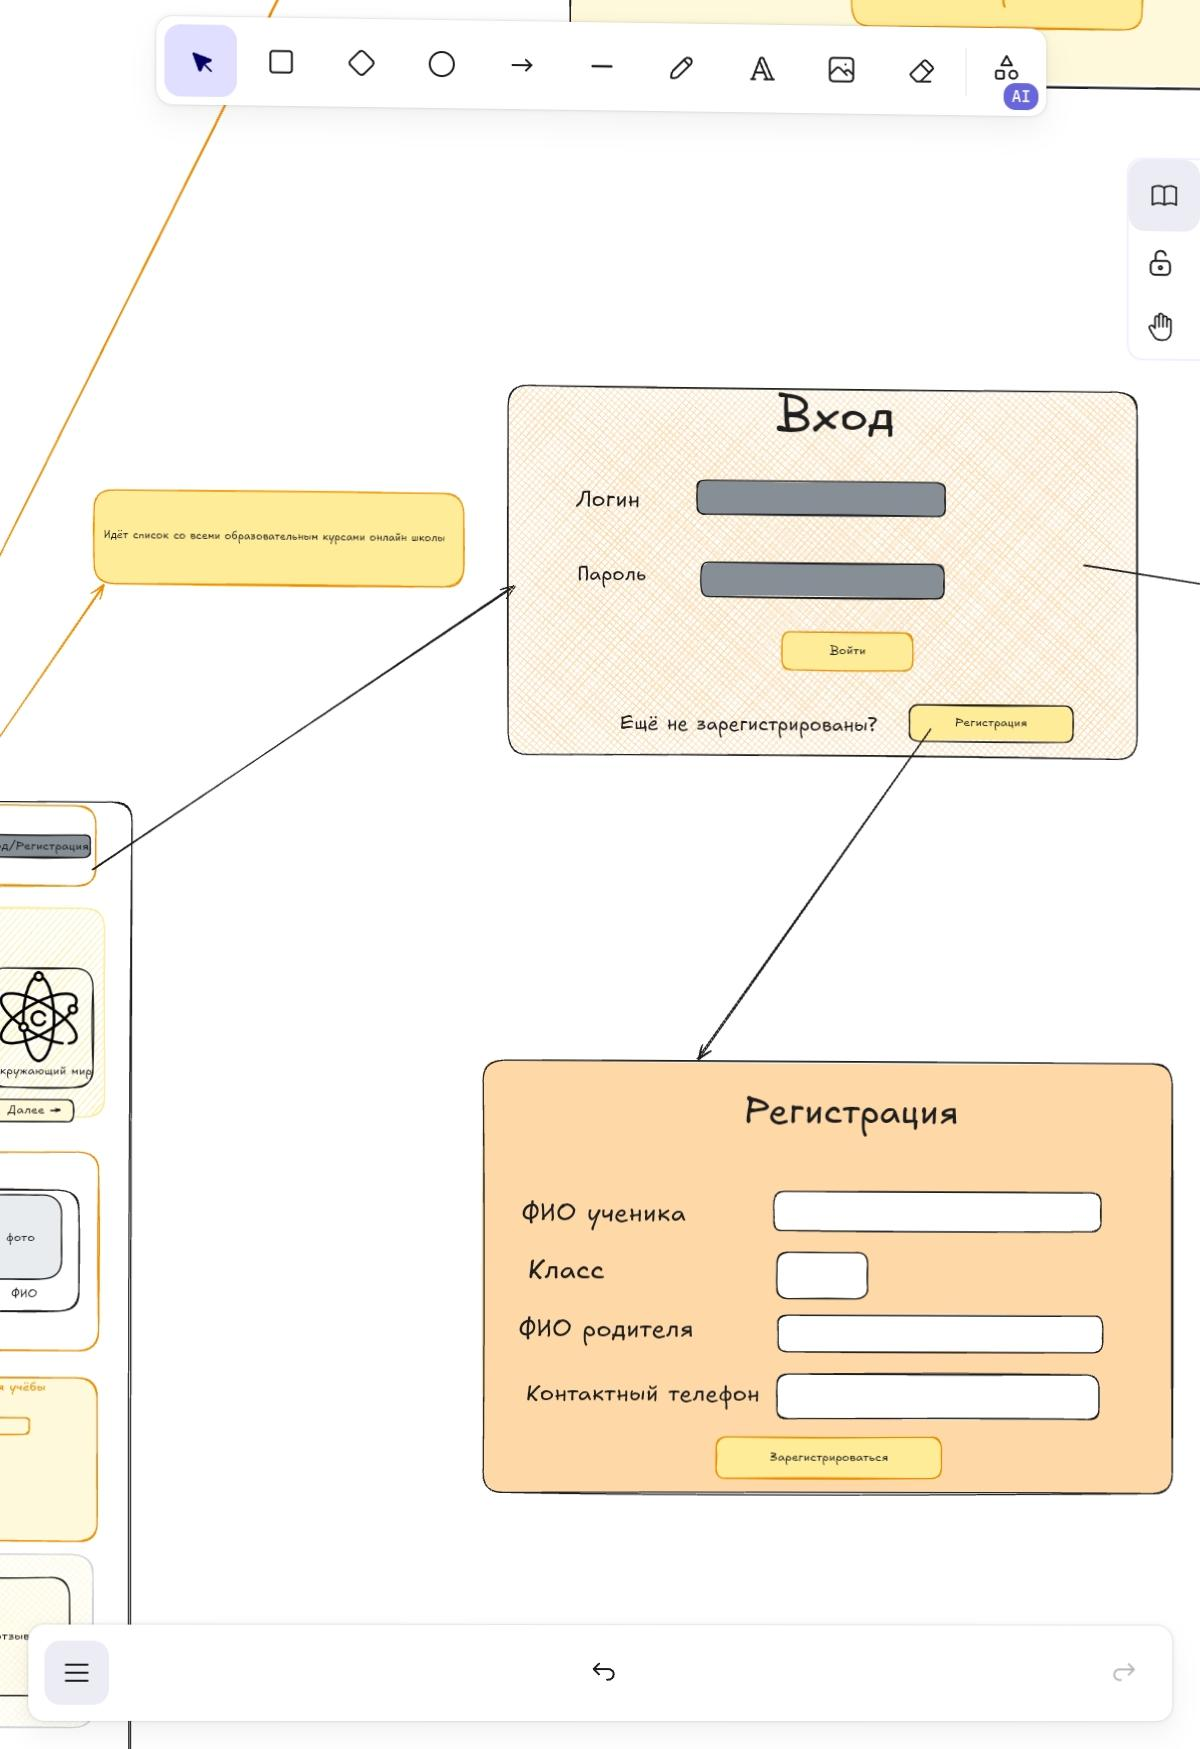 AI
Вход
Логин
Пароль
Войти
Ещё не зарегистрированы?
Регистрация
Идёт список со всеми образовательным курсами онлайн школы
д/Регистрация
C
кружающий мир
Далее →
фото
ФИО
я учёбы
отзыв
Регистрация
ФИО ученика
Класс
ФИО родителя
Контактный телефон
Зарегистрироваться